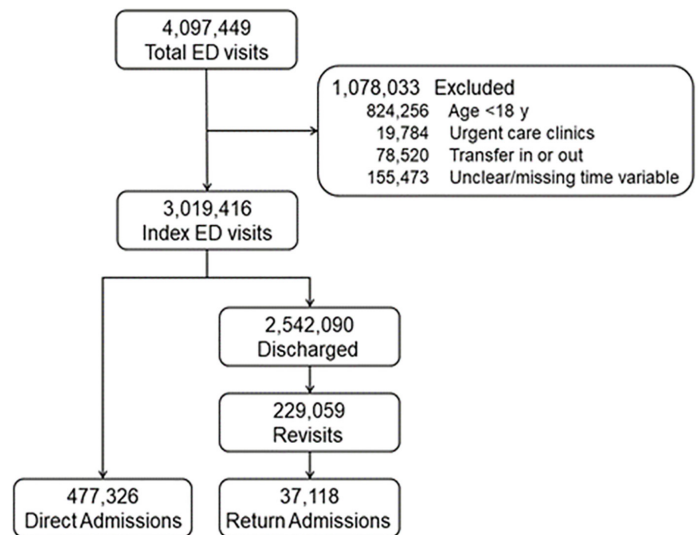 4,097,449
Total ED visits
1,078,033 Excluded
824,256 Age <18 y
19,784 Urgent care clinics
78,520 Transfer in or out
155,473 Unclear/missing time variable
3,019,416
Index ED visits
2,542,090
Discharged
229,059
Revisits
477,326
Direct Admissions
37,118
Return Admissions